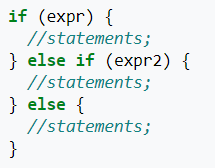 if (expr) {
  //statements;
} else if (expr2) {
  //statements;
} else {
  //statements;
}